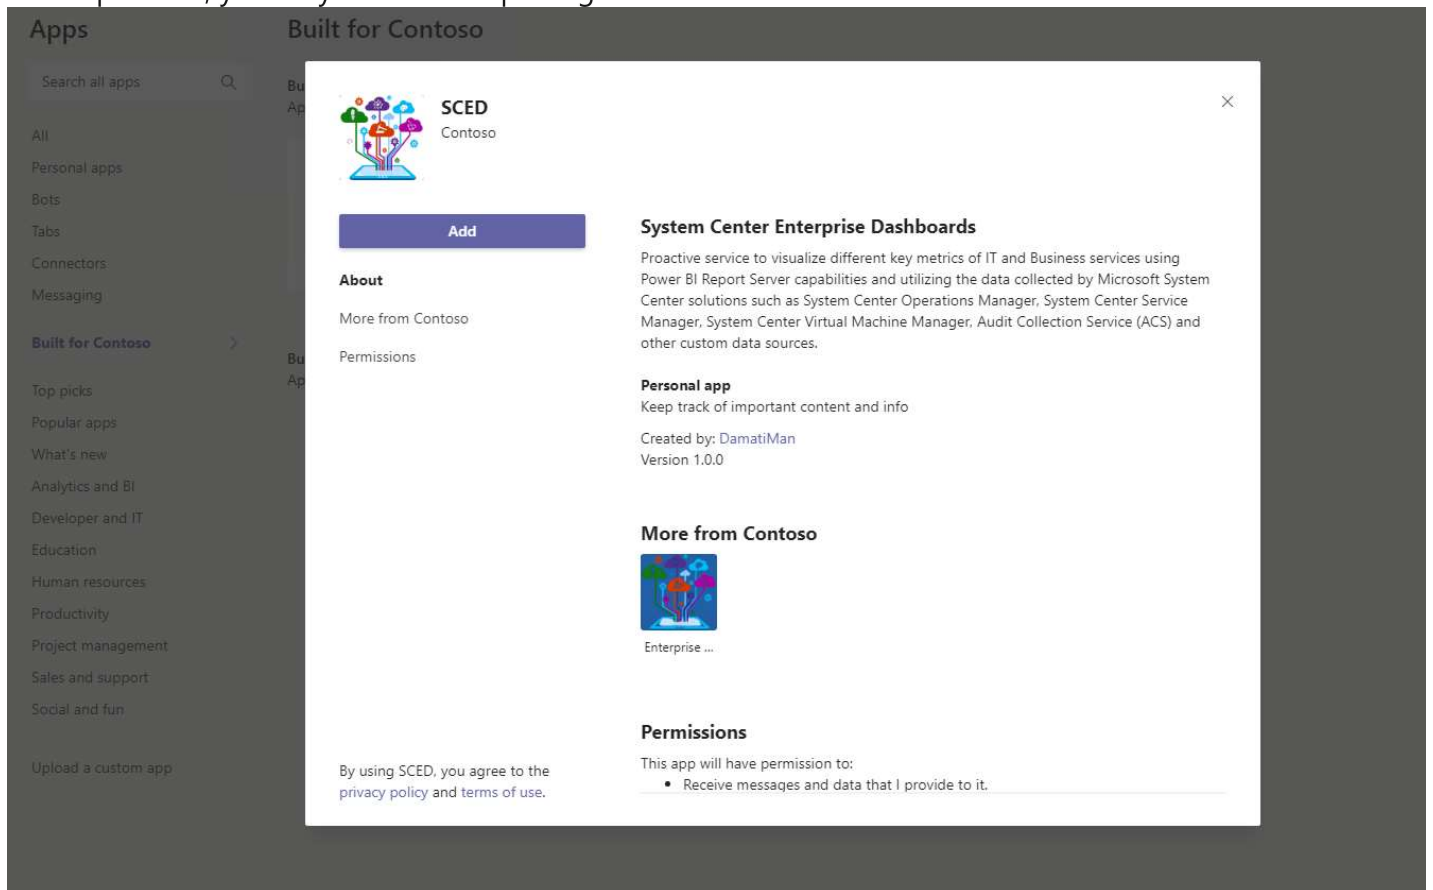 Apps
Built for Contoso
Search all apps
Bu
Ap
All
Personal apps
Bots
Tabs
Connectors
Messaging
Built for Contoso
Bu
Ap
Top picks
Popular apps
What's new
Analytics and BI
Developer and IT
Education
Human resources
Productivity
Project management
Sales and support
Social and fun
Upload a custom app
SCED
Contoso
Add
About
More from Contoso
Permissions
By using SCED, you agree to the
privacy policy and terms of use.
System Center Enterprise Dashboards
Proactive service to visualize different key metrics of IT and Business services using
Power BI Report Server capabilities and utilizing the data collected by Microsoft System
Center solutions such as System Center Operations Manager, System Center Service
Manager, System Center Virtual Machine Manager, Audit Collection Service (ACS) and
other custom data sources.
Personal app
Keep track of important content and info
Created by: DamatiMan
Version 1.0.0
More from Contoso
Enterprise ...
Permissions
This app will have permission to:
• Receive messages and data that I provide to it.